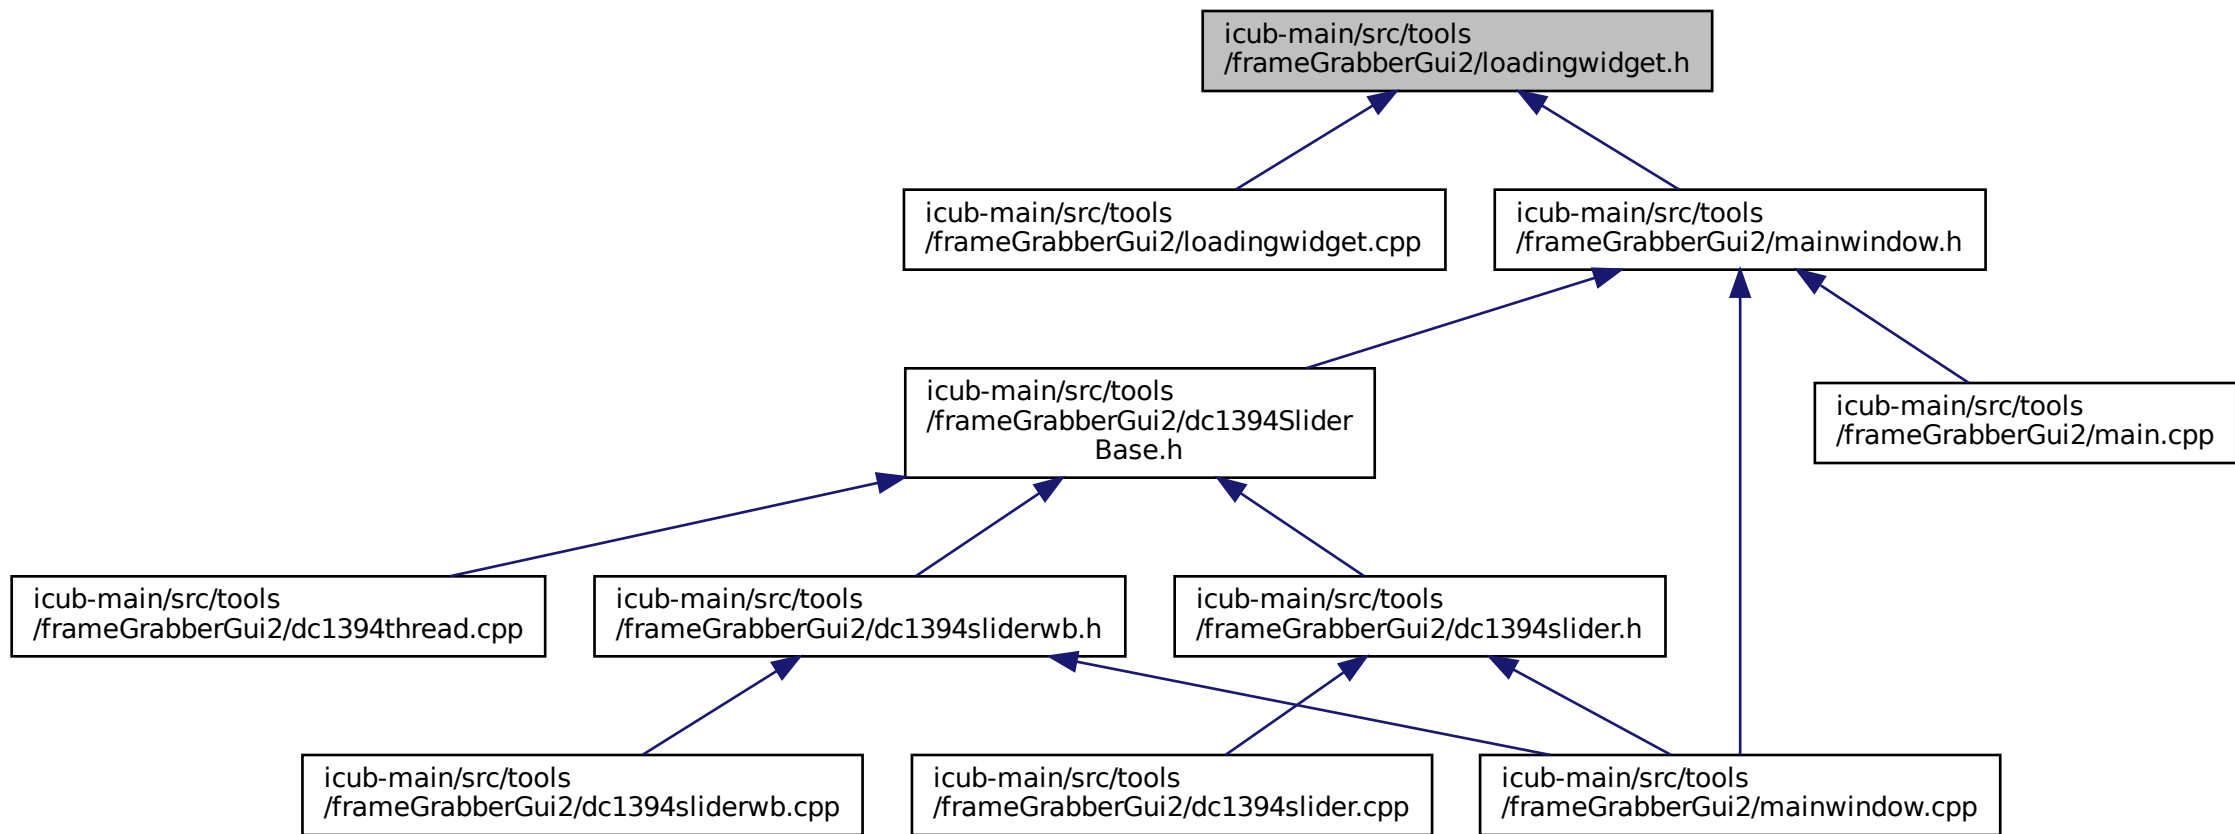 icub-main/src/tools
/frameGrabberGui2/loadingwidget.h
icub-main/src/tools
/frameGrabberGui2/loadingwidget.cpp
icub-main/src/tools
/frameGrabberGui2/mainwindow.h
icub-main/src/tools
/frameGrabberGui2/dc1394Slider
Base.h
icub-main/src/tools
/frameGrabberGui2/main.cpp
icub-main/src/tools
/frameGrabberGui2/dc1394thread.cpp
icub-main/src/tools
/frameGrabberGui2/dc1394sliderwb.h
icub-main/src/tools
/frameGrabberGui2/dc1394slider.h
icub-main/src/tools
/frameGrabberGui2/dc1394sliderwb.cpp
icub-main/src/tools
/frameGrabberGui2/dc1394slider.cpp
icub-main/src/tools
/frameGrabberGui2/mainwindow.cpp